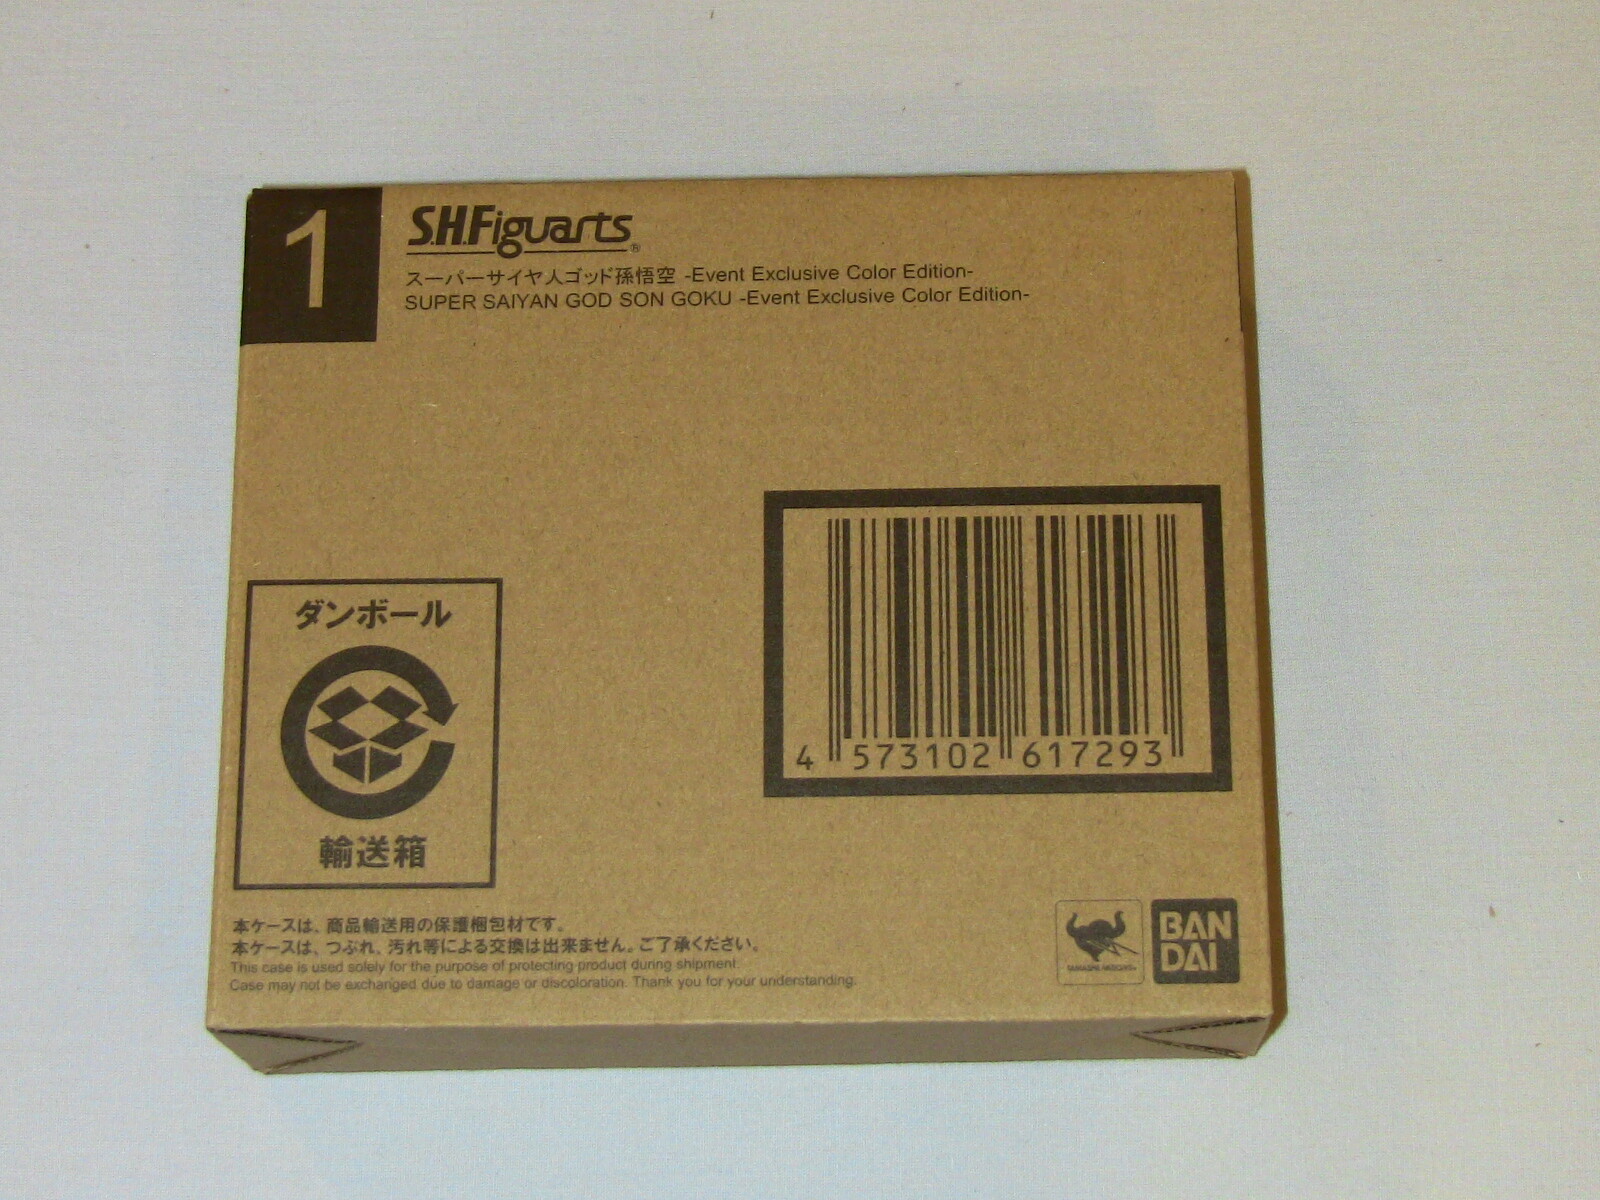 1
S.H.Figuarts®
スーパーサイヤ人ゴッド孫悟空 -Event Exclusive Color Edition-
SUPER SAIYAN GOD SON GOKU -Event Exclusive Color Edition-
4 573102 617293
ダンボール
輸送箱
本ケースは、商品輸送用の保護梱包材です。
本ケースは、つぶれ、汚れ等による交換は出来ません。ご了承ください。
This case is used solely for the purpose of protecting product during shipment.
Case may not be exchanged due to damage or discoloration. Thank you for your understanding.
TAMASHII NATIONS
BAN
DAI